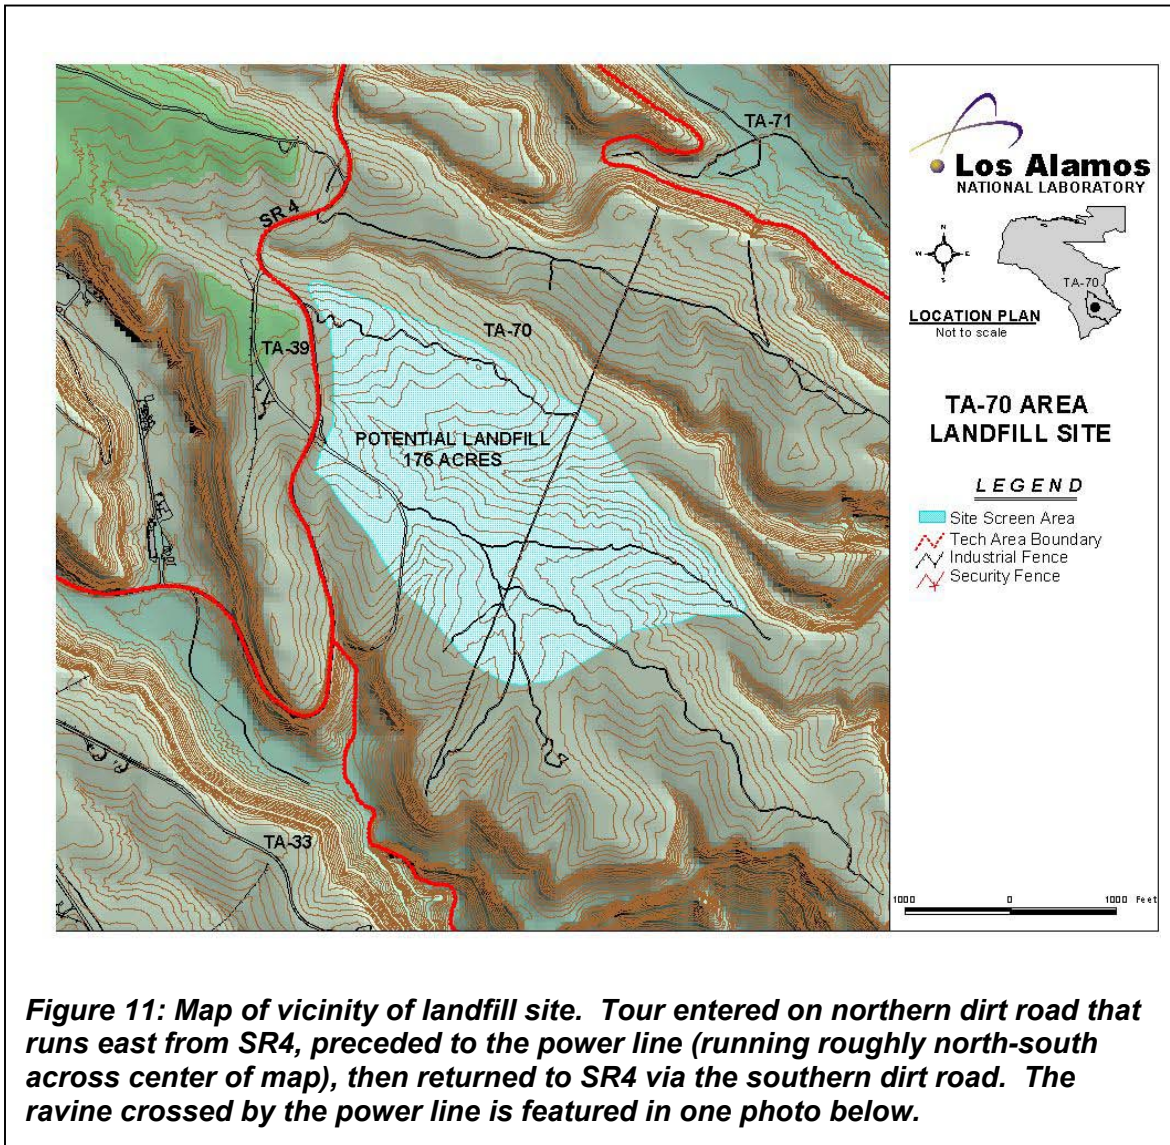 TA-71
SR 4
TA-70
TA-39
POTENTIAL LANDFILL
176 ACRES
TA-33
Los Alamos
NATIONAL LABORATORY
N
W E
S
TA-70
LOCATION PLAN
Not to scale
TA-70 AREA
LANDFILL SITE
LEGEND
Site Screen Area
Tech Area Boundary
Industrial Fence
Security Fence
1000 0 1000 Feet
Figure 11: Map of vicinity of landfill site. Tour entered on northern dirt road that
runs east from SR4, preceded to the power line (running roughly north-south
across center of map), then returned to SR4 via the southern dirt road. The
ravine crossed by the power line is featured in one photo below.